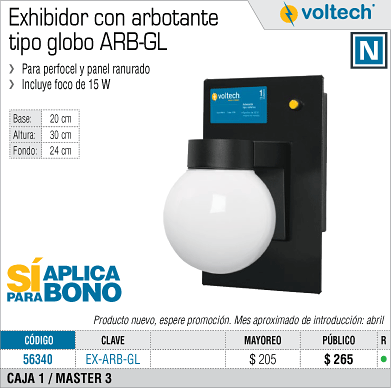 Exhibidor con arbotante
tipo globo ARB-GL
voltech®
N
› Para perfocel y panel ranurado
› Incluye foco de 15 W
Base: 20 cm
Altura: 30 cm
Fondo: 24 cm
voltech
1
SÍ APLICA
PARA BONO
Producto nuevo, espere promoción. Mes aproximado de introducción: abril
CÓDIGO CLAVE MAYOREO PÚBLICO R
56340 EX-ARB-GL $ 205 $ 265
CAJA 1 / MASTER 3